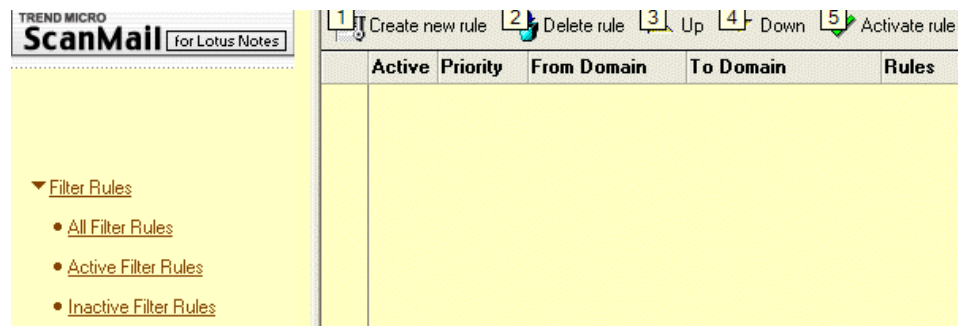 TREND MICRO
ScanMail for Lotus Notes
1 Create new rule 2 Delete rule 3 Up 4 Down 5 Activate rule
Active Priority From Domain To Domain Rules
Filter Rules
All Filter Rules
Active Filter Rules
Inactive Filter Rules